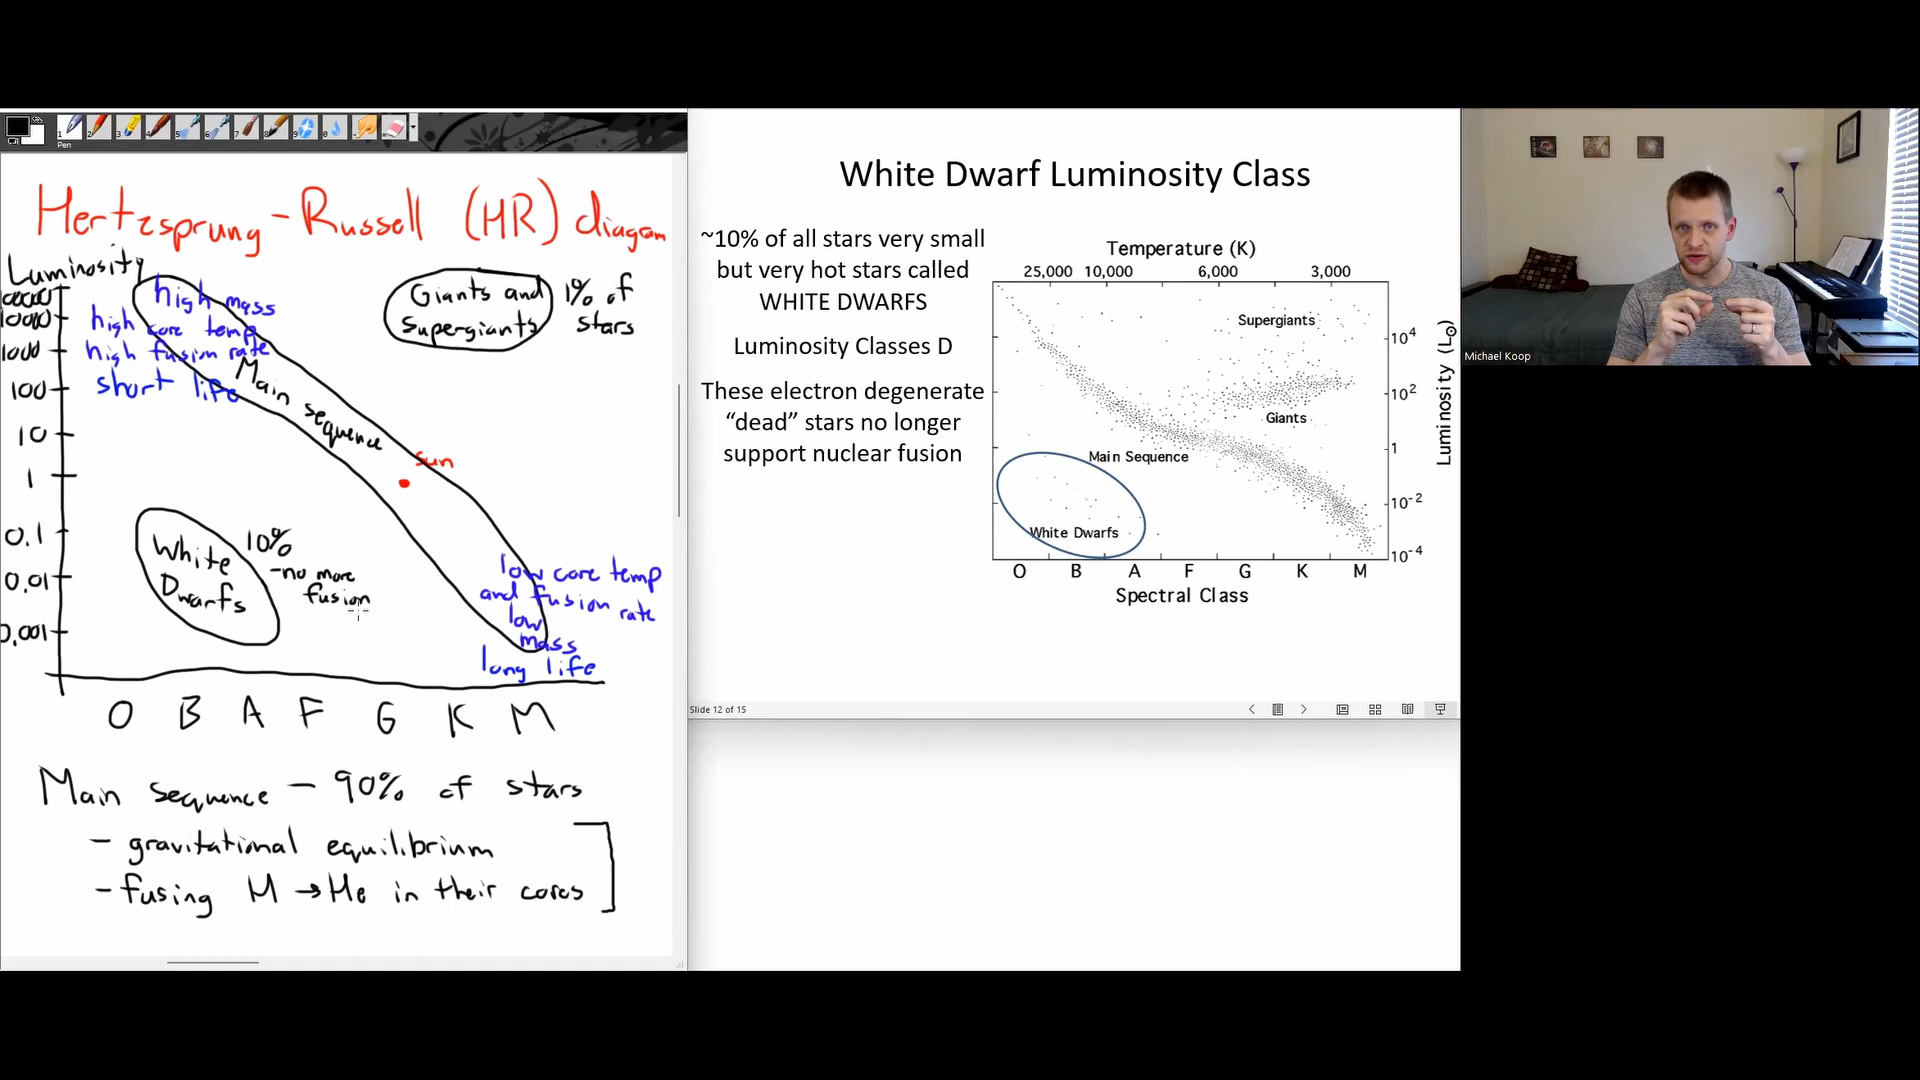 Pen
Hertzsprung - Russell (HR) diagram
Luminosity
high mass
high core temp
high fusion rate
short life
Giants and
supergiants
1% of
stars
10000
1000
100
10
1
0.1
0.01
0.001
Main sequence
sun
White
Dwarfs
10%
-no more
fusion
low core temp
and fusion rate
low
mass
long life
O B A F G K M
Main sequence - 90% of stars
- gravitational equilibrium
- fusing H → He in their cores
White Dwarf Luminosity Class
~10% of all stars very small
but very hot stars called
WHITE DWARFS
Luminosity Classes D
These electron degenerate
“dead” stars no longer
support nuclear fusion
Temperature (K)
25,000 10,000 6,000 3,000
Supergiants
Giants
Main Sequence
White Dwarfs
10^4
10^2
1
10^-2
10^-4
Luminosity (L☉)
O B A F G K M
Spectral Class
Slide 12 of 15
Michael Koop